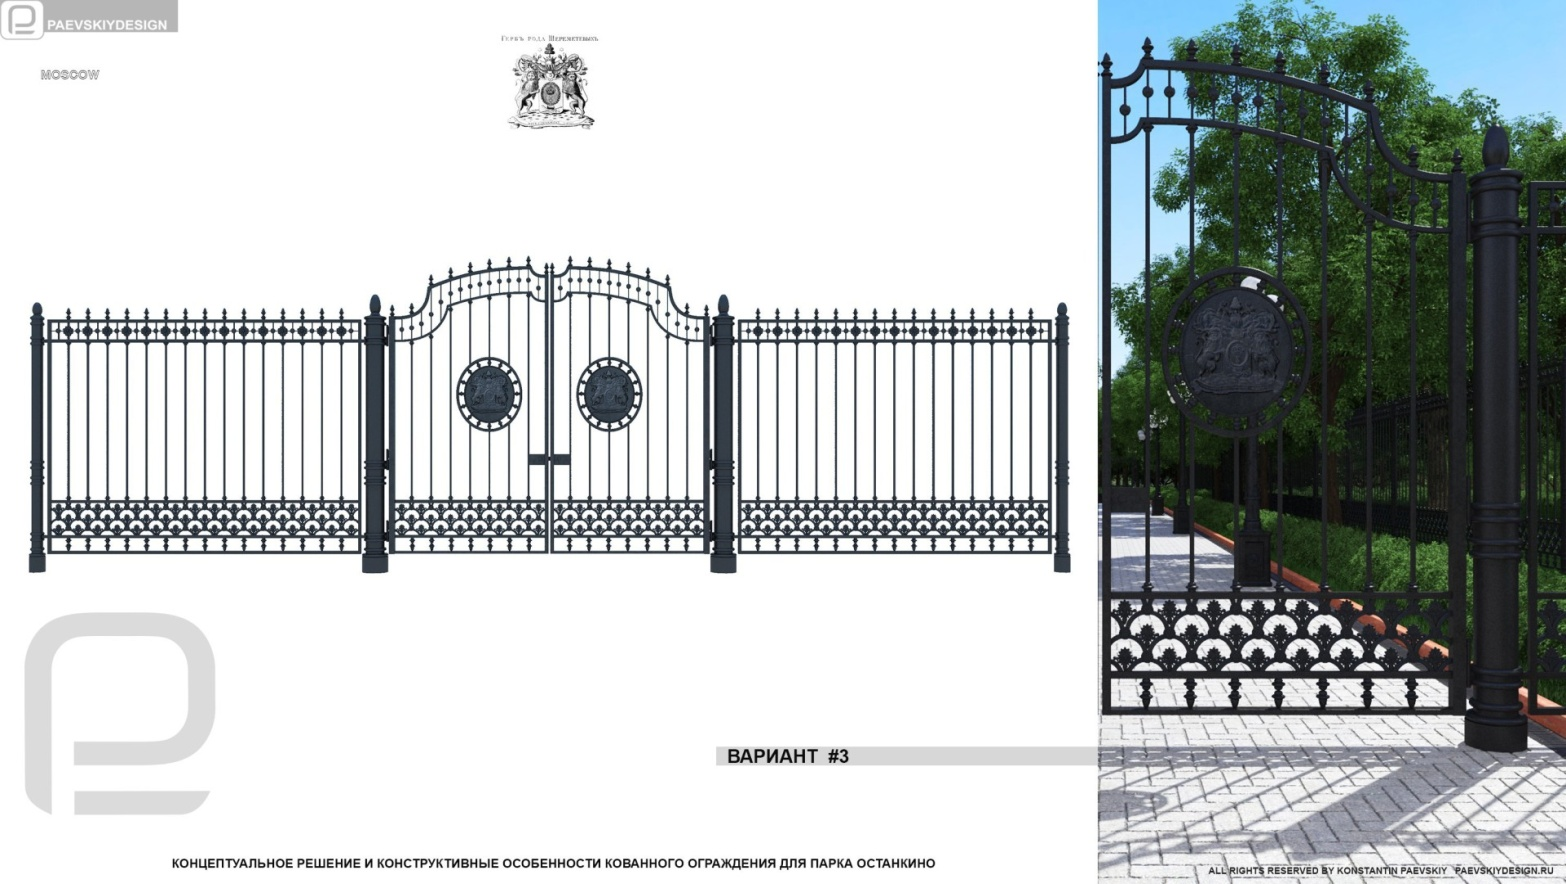 PAEVSKIYDESIGN
MOSCOW
Гербъ рода Шереметевыхъ
ВАРИАНТ #3
КОНЦЕПТУАЛЬНОЕ РЕШЕНИЕ И КОНСТРУКТИВНЫЕ ОСОБЕННОСТИ КОВАННОГО ОГРАЖДЕНИЯ ДЛЯ ПАРКА ОСТАНКИНО
ALL RIGHTS RESERVED BY KONSTANTIN PAEVSKIY PAEVSKIYDESIGN.RU